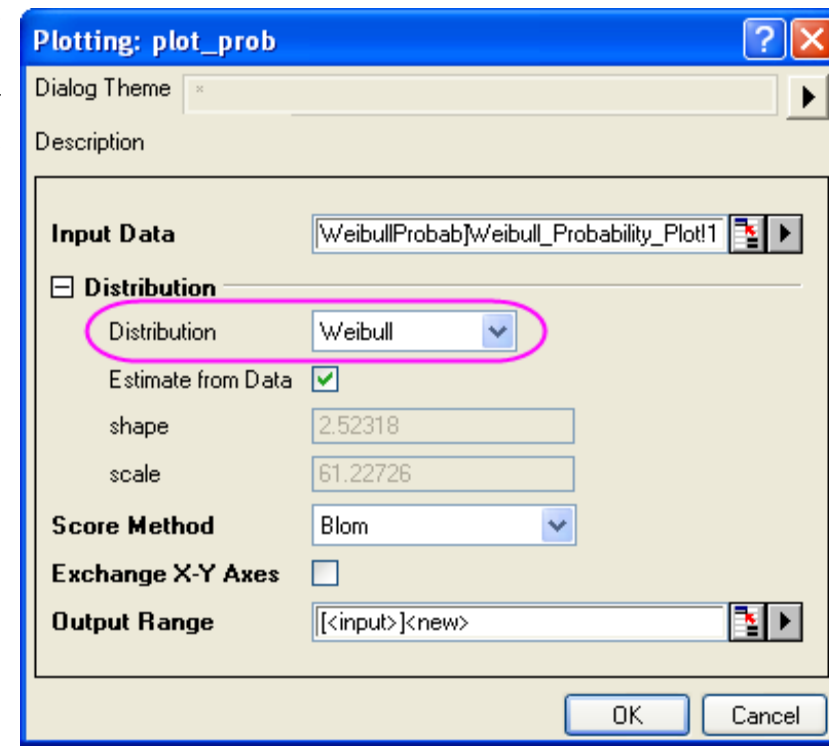 Plotting: plot_prob
Dialog Theme *
Description
Input Data [WeibullProbab]Weibull_Probability_Plot!1
Distribution
Distribution Weibull
Estimate from Data
shape 2.52318
scale 61.22726
Score Method Blom
Exchange X-Y Axes
Output Range [<input>]<new>
OK Cancel